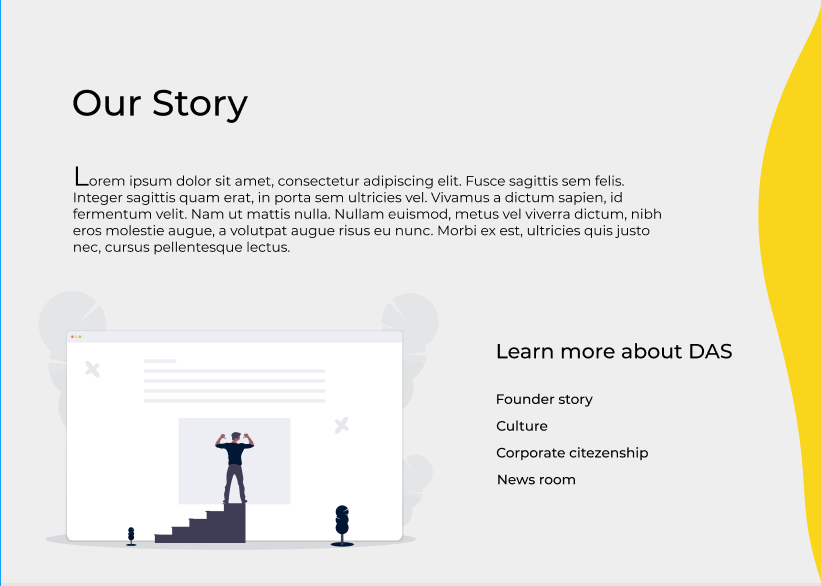 Our Story
Lorem ipsum dolor sit amet, consectetur adipiscing elit. Fusce sagittis sem felis.
Integer sagittis quam erat, in porta sem ultricies vel. Vivamus a dictum sapien, id
fermentum velit. Nam ut mattis nulla. Nullam euismod, metus vel viverra dictum, nibh
eros molestie augue, a volutpat augue risus eu nunc. Morbi ex est, ultricies quis justo
nec, cursus pellentesque lectus.
Learn more about DAS
Founder story
Culture
Corporate citezenship
News room